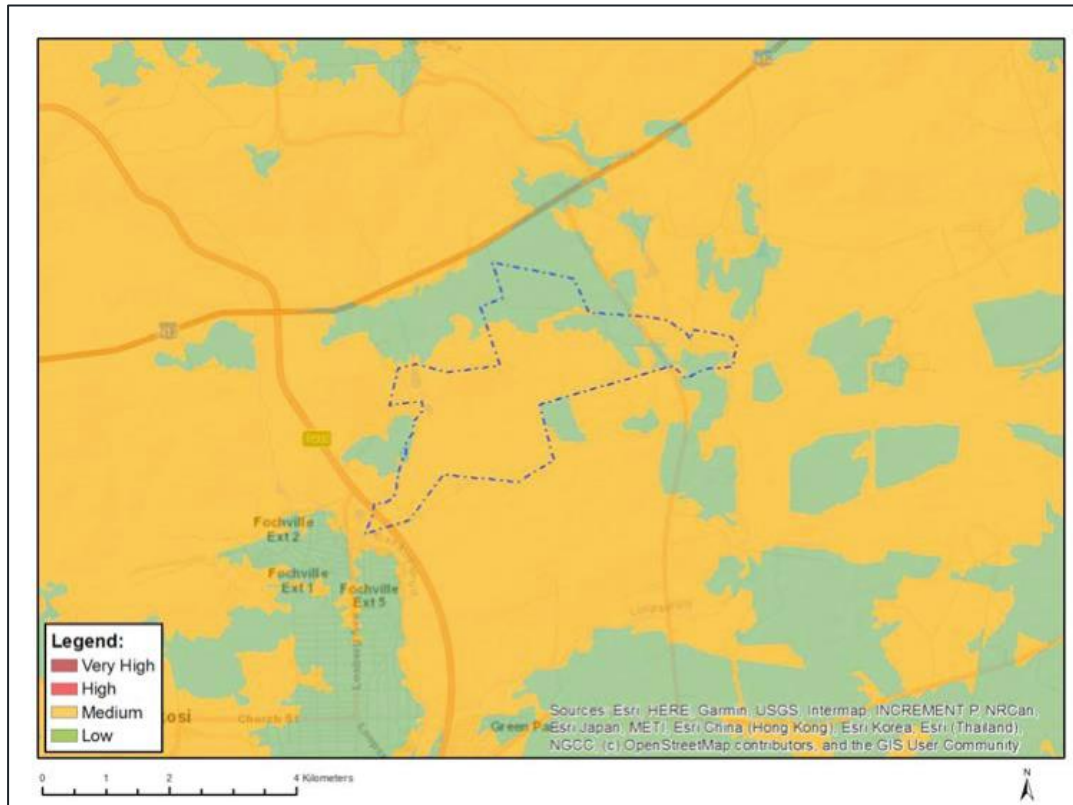 Fochville
Ext 2
Fochville
Ext 1
Fochville
Ext 5
Losberg
Church St
Green Pa
osi
Legend:
Very High
High
Medium
Low
Sources: Esri, HERE, Garmin, USGS, Intermap, INCREMENT P, NRCan,
Esri Japan, METI, Esri China (Hong Kong), Esri Korea, Esri (Thailand),
NGCC, (c) OpenStreetMap contributors, and the GIS User Community
0 1 2 4 Kilometers
N